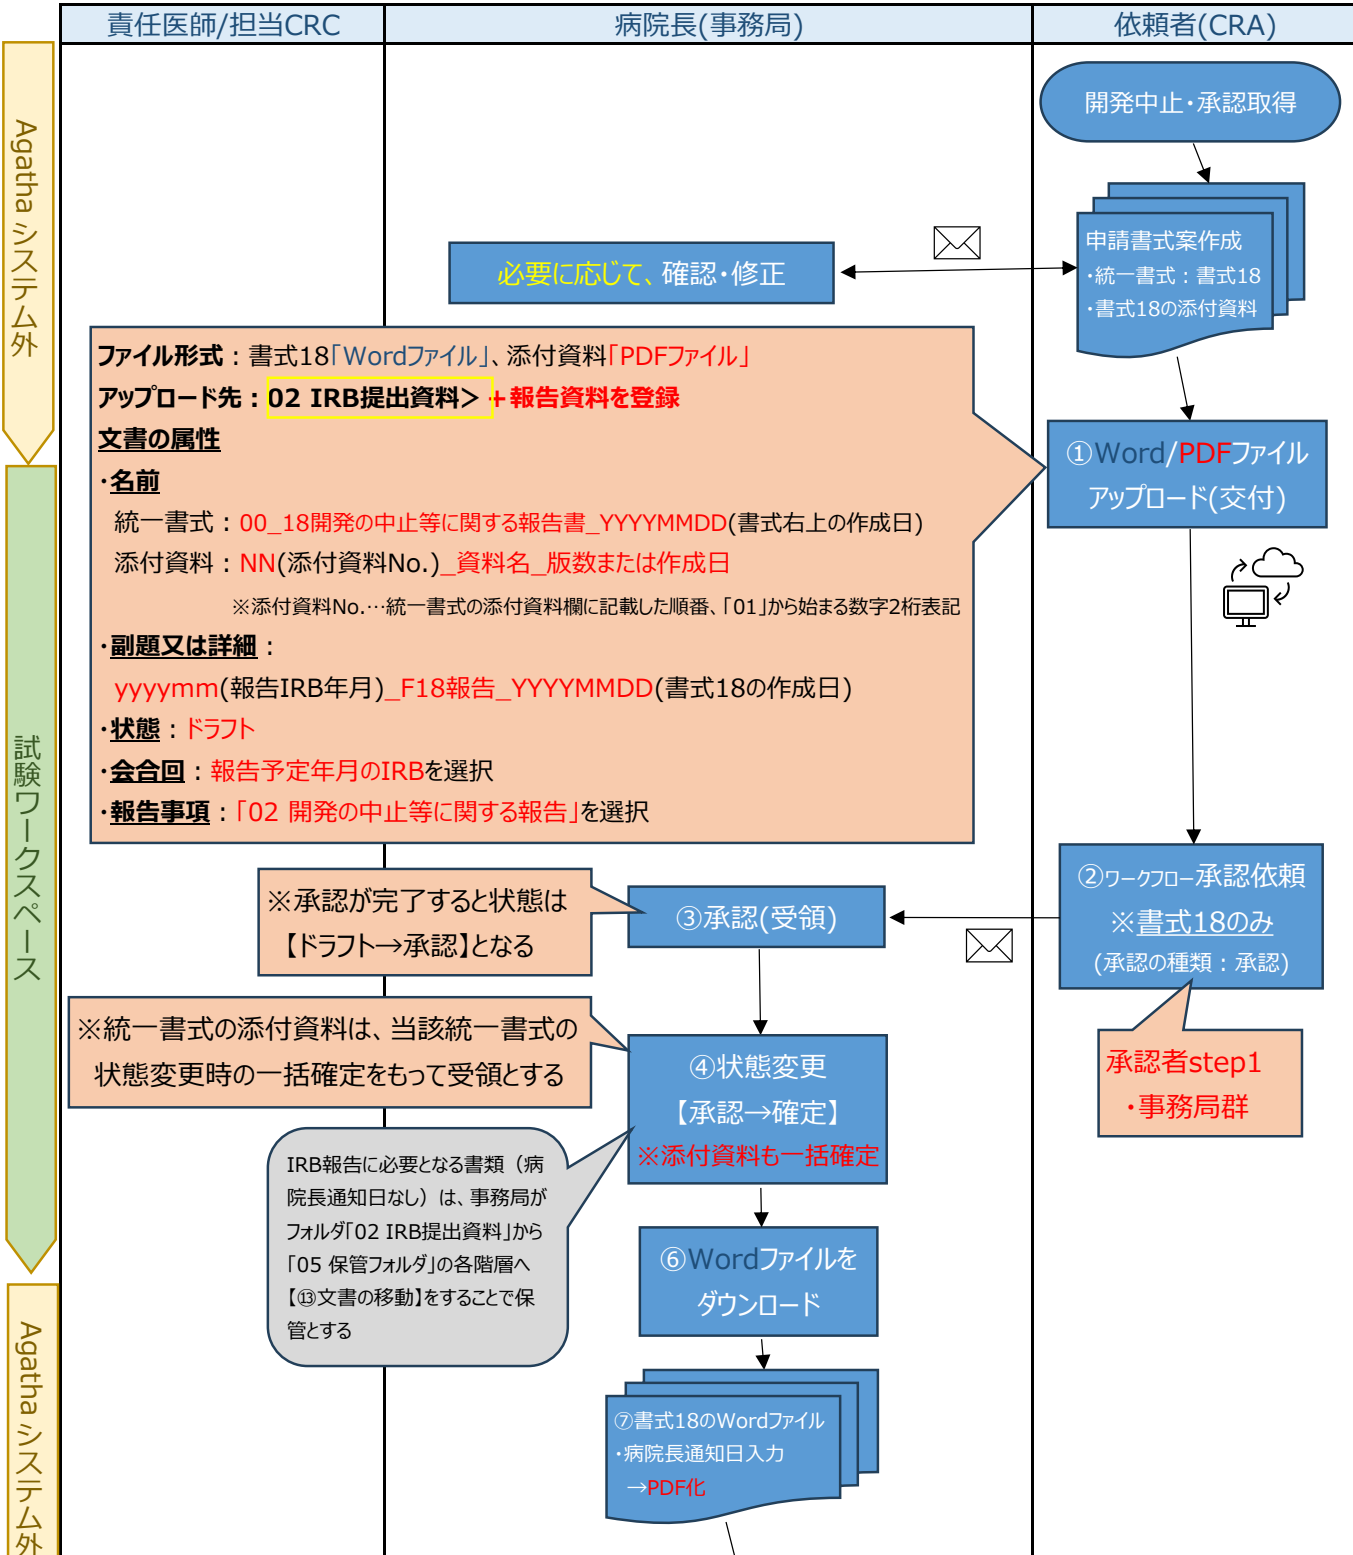 責任医師/担当CRC
病院長(事務局)
依頼者(CRA)
Agatha システム外
開発中止・承認取得
申請書式案作成
・統一書式：書式18
・書式18の添付資料
必要に応じて、確認・修正
ファイル形式：書式18「Wordファイル」、添付資料「PDFファイル」
アップロード先：02 IRB提出資料＞＋報告資料を登録
文書の属性
・名前
統一書式：00_18開発の中止等に関する報告書_YYYYMMDD(書式右上の作成日)
添付資料：NN(添付資料No.)_資料名_版数または作成日
※添付資料No.…統一書式の添付資料欄に記載した順番、「01」から始まる数字2桁表記
・副題又は詳細：
yyyymm(報告IRB年月)_F18報告_YYYYMMDD(書式18の作成日)
・状態：ドラフト
・会合回：報告予定年月のIRBを選択
・報告事項：「02 開発の中止等に関する報告」を選択
①Word/PDFファイル
アップロード(交付)
試験ワークスペース
②ワークフロー承認依頼
※書式18のみ
(承認の種類：承認)
承認者step1
・事務局群
③承認(受領)
※承認が完了すると状態は
【ドラフト→承認】となる
※統一書式の添付資料は、当該統一書式の
状態変更時の一括確定をもって受領とする
④状態変更
【承認→確定】
※添付資料も一括確定
IRB報告に必要となる書類（病
院長通知日なし）は、事務局が
フォルダ「02 IRB提出資料」から
「05 保管フォルダ」の各階層へ
【⑬文書の移動】をすることで保
管とする
⑥Wordファイルを
ダウンロード
⑦書式18のWordファイル
・病院長通知日入力
→PDF化
Agatha システム外